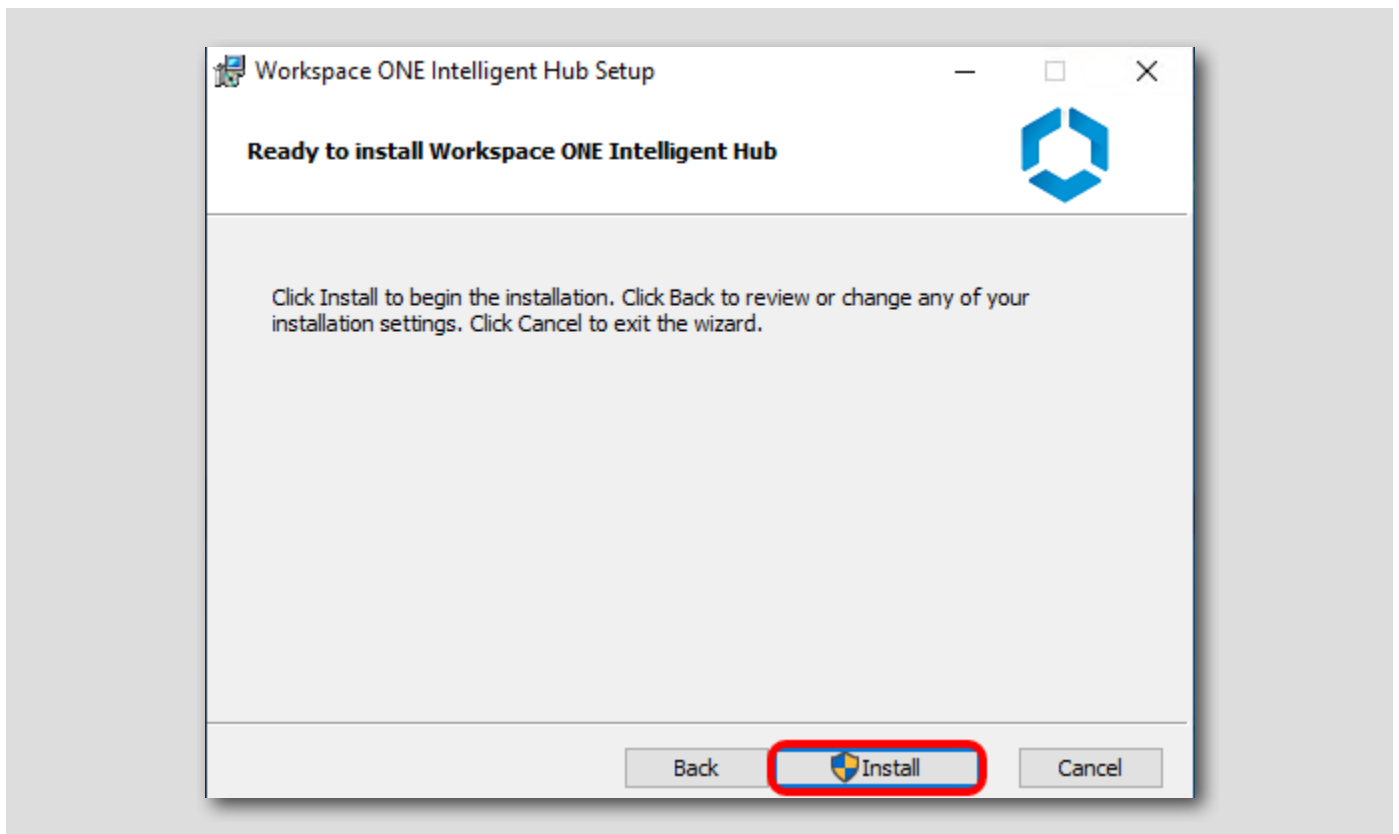 Workspace ONE Intelligent Hub Setup
Ready to install Workspace ONE Intelligent Hub
Click Install to begin the installation. Click Back to review or change any of your
installation settings. Click Cancel to exit the wizard.
Back Install Cancel